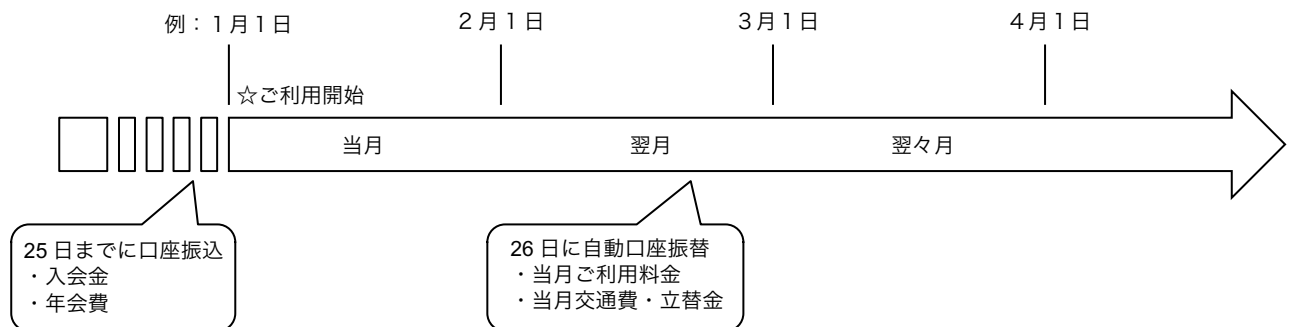 例：1月1日
2月1日
3月1日
4月1日
☆ご利用開始
当月
翌月
翌々月
25日までに口座振込
・入会金
・年会費
26日に自動口座振替
・当月ご利用料金
・当月交通費・立替金